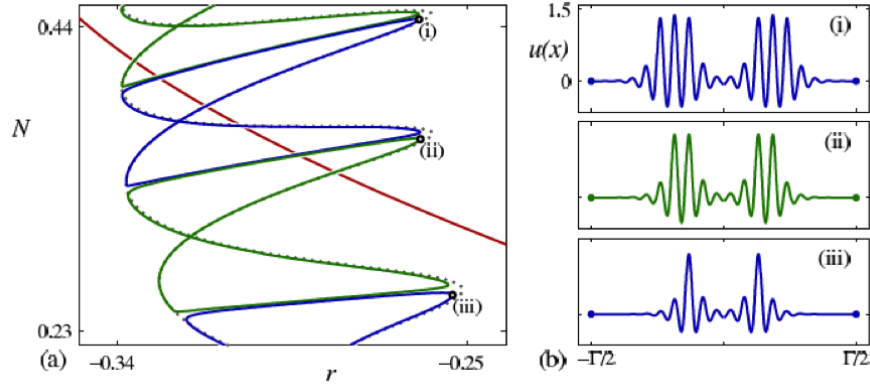 0.44
N
0.23
(i)
(ii)
(iii)
(a)
−0.34
r
−0.25
1.5
u(x)
0
(i)
(ii)
(iii)
(b)
−Γ/2
Γ/2